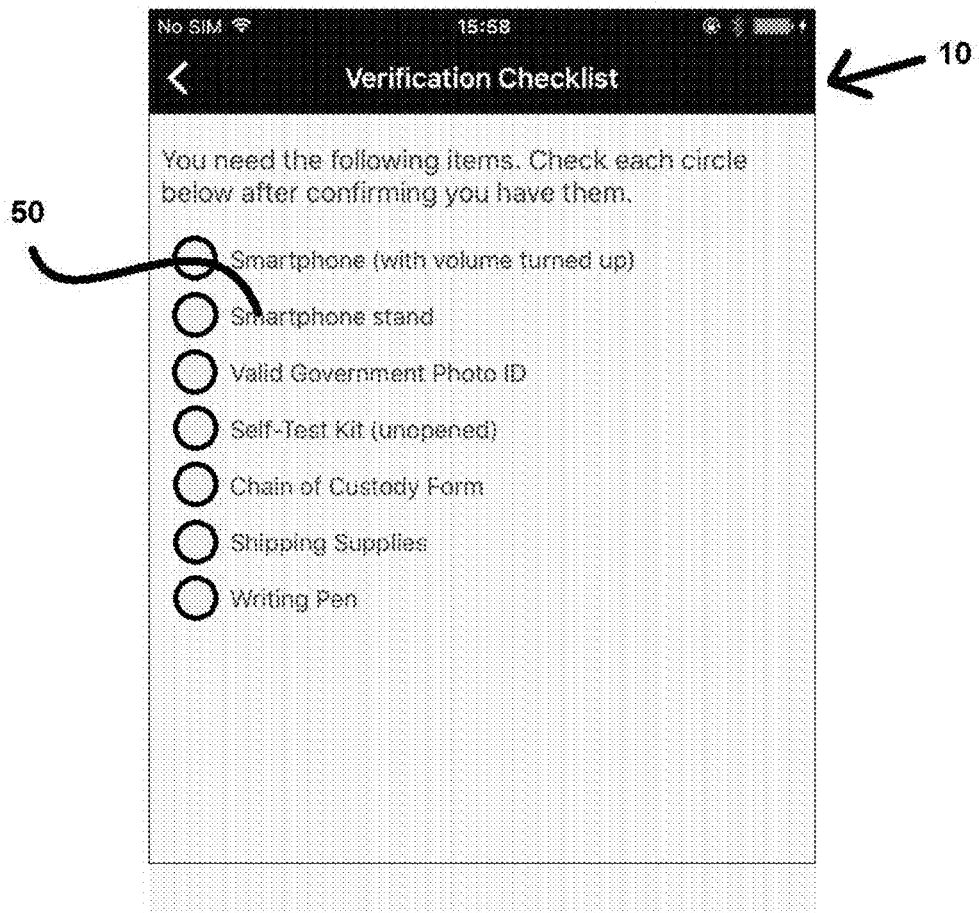 No SIM 15:58
Verification Checklist
10
You need the following items. Check each circle
below after confirming you have them.
50
Smartphone (with volume turned up)
Smartphone stand
Valid Government Photo ID
Self-Test Kit (unopened)
Chain of Custody Form
Shipping Supplies
Writing Pen